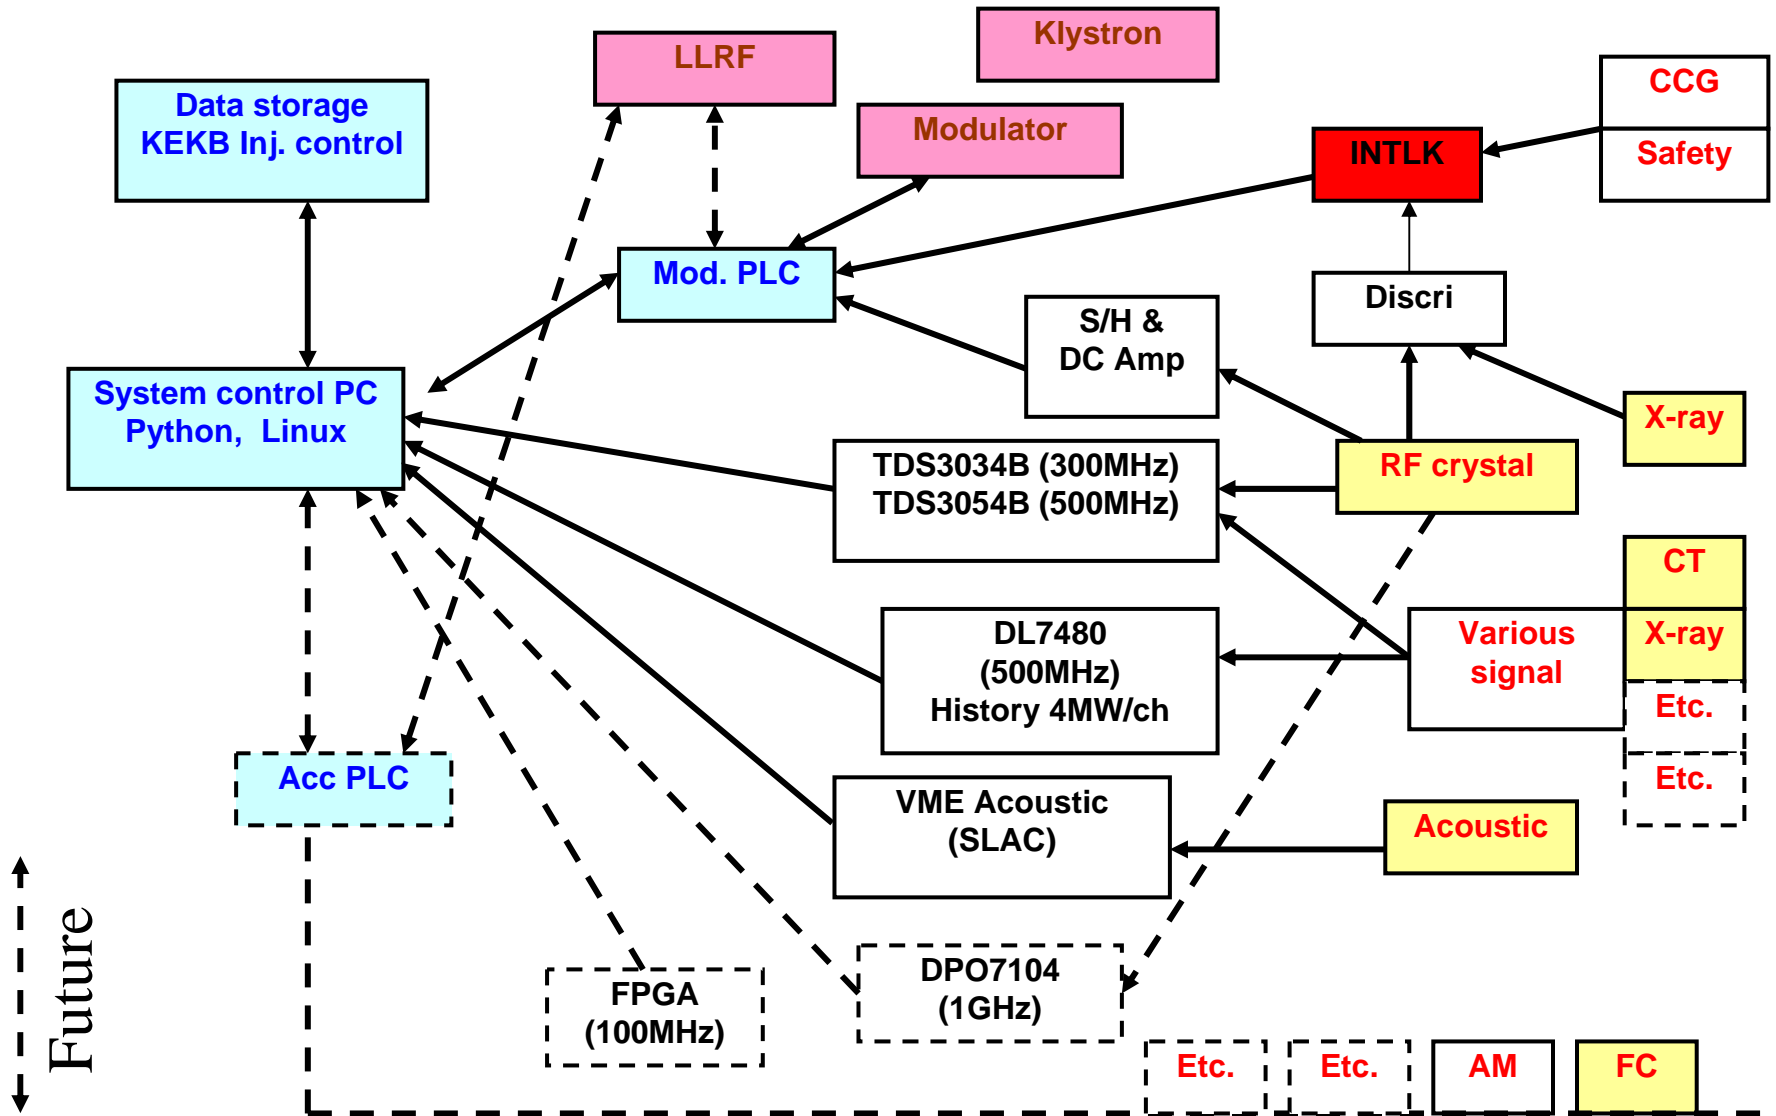 Klystron
LLRF
CCG
Data storage
KEKB Inj. control
Modulator
INTLK
Safety
Mod. PLC
Discri
S/H &
DC Amp
System control PC
Python,  Linux
X-ray
TDS3034B (300MHz)
TDS3054B (500MHz)
RF crystal
CT
DL7480
(500MHz)
History 4MW/ch
Various
signal
X-ray
Etc.
Etc.
Acc PLC
VME Acoustic
(SLAC)
Acoustic
Future
FPGA
(100MHz)
DPO7104
(1GHz)
Etc.
Etc.
AM
FC